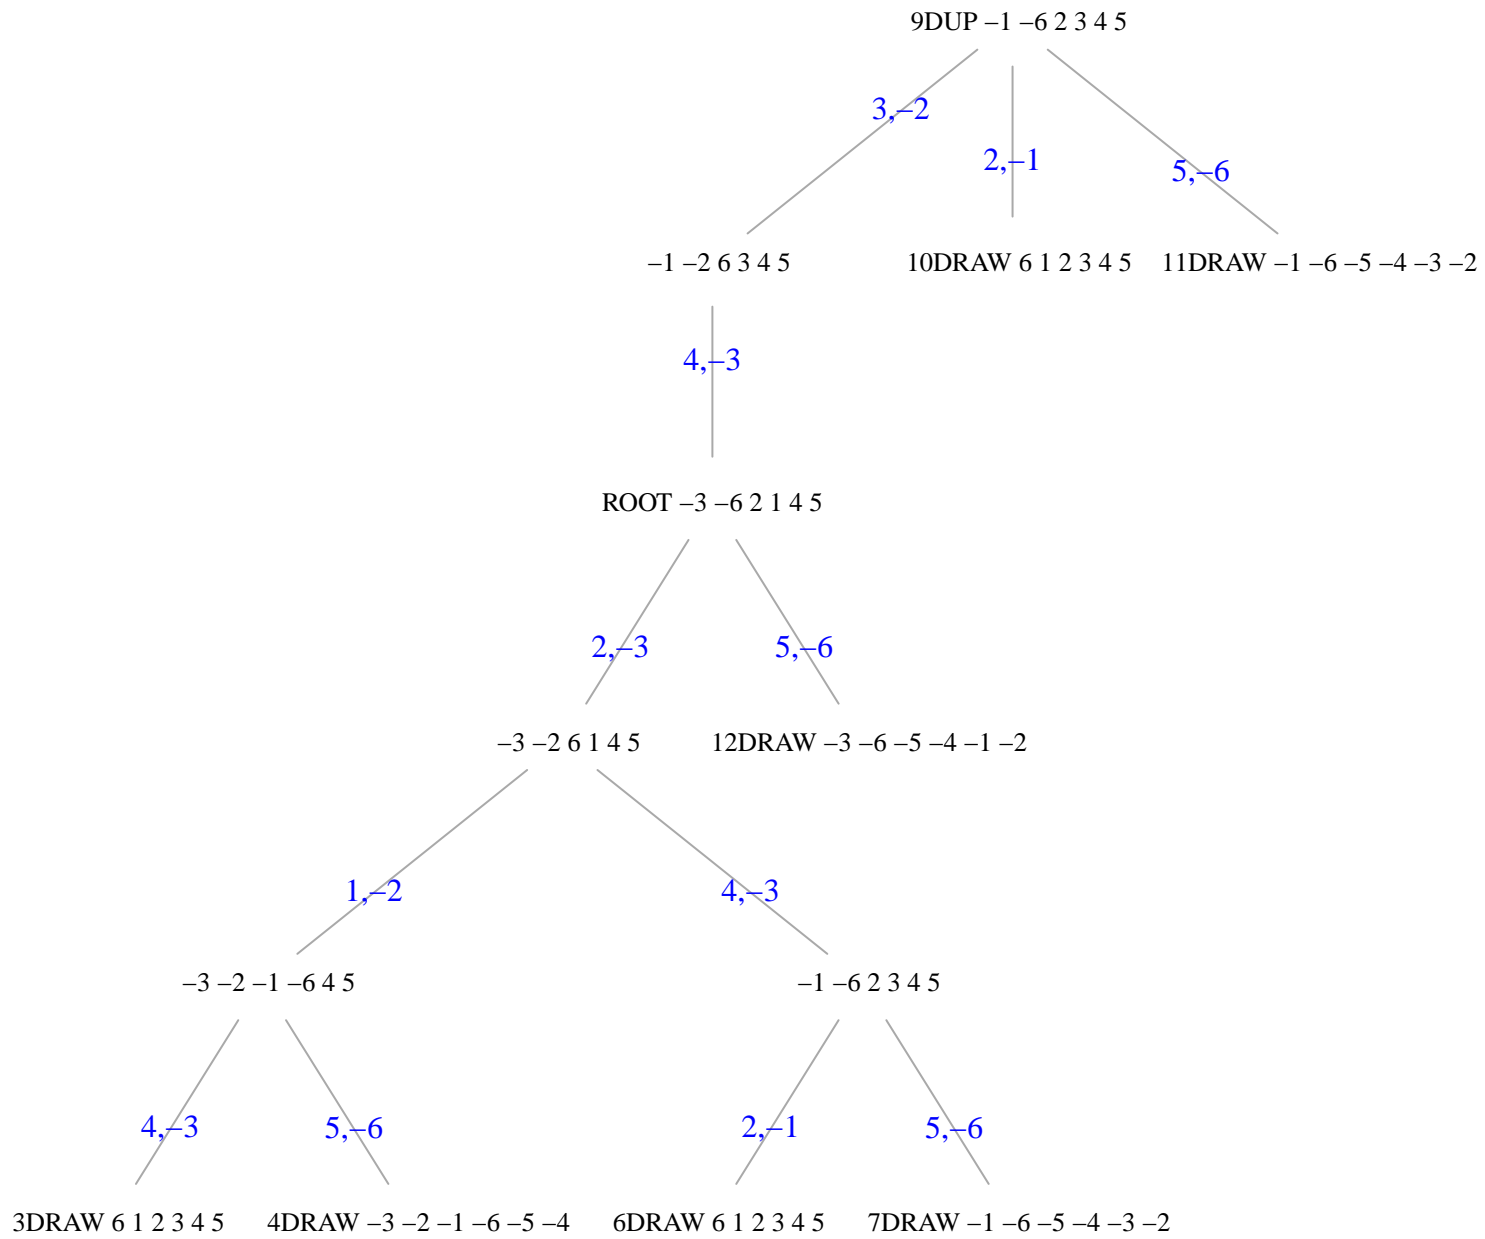 9DUP –1 –6 2 3 4 5
3,–2
2,–1
5,–6
–1 –2 6 3 4 5
10DRAW 6 1 2 3 4 5
11DRAW –1 –6 –5 –4 –3 –2
4,–3
ROOT –3 –6 2 1 4 5
2,–3
5,–6
–3 –2 6 1 4 5
12DRAW –3 –6 –5 –4 –1 –2
1,–2
4,–3
–3 –2 –1 –6 4 5
–1 –6 2 3 4 5
4,–3
5,–6
2,–1
5,–6
3DRAW 6 1 2 3 4 5
4DRAW –3 –2 –1 –6 –5 –4
6DRAW 6 1 2 3 4 5
7DRAW –1 –6 –5 –4 –3 –2